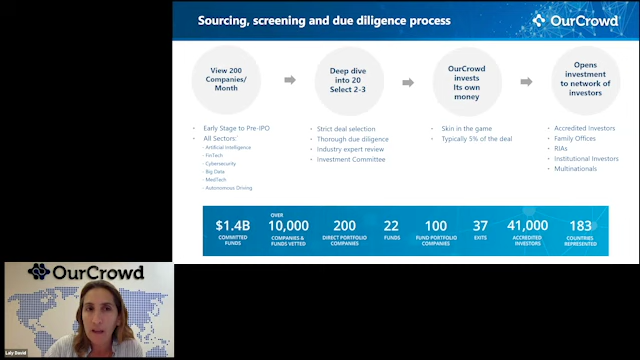 Sourcing, screening and due diligence process
OurCrowd
View 200
Companies/
Month
Deep dive
into 20
Select 2-3
OurCrowd
invests
Its own
money
Opens
investment
to network of
investors
• Early Stage to Pre-IPO
• All Sectors:
- Artificial intelligence
- FinTech
- Cybersecurity
- Big Data
- MedTech
- Autonomous Driving
• Strict deal selection
• Thorough due diligence
• Industry expert review
• Investment Committee
• Skin in the game
• Typically 5% of the deal
• Accredited Investors
• Family Offices
• RIAs
• Institutional Investors
• Multinationals
$1.4B
COMMITTED
FUNDS
OVER
10,000
COMPANIES &
FUNDS VETTED
200
DIRECT PORTFOLIO
COMPANIES
22
FUNDS
100
FUND PORTFOLIO
COMPANIES
37
EXITS
41,000
ACCREDITED
INVESTORS
183
COUNTRIES
REPRESENTED
OurCrowd
Laly David